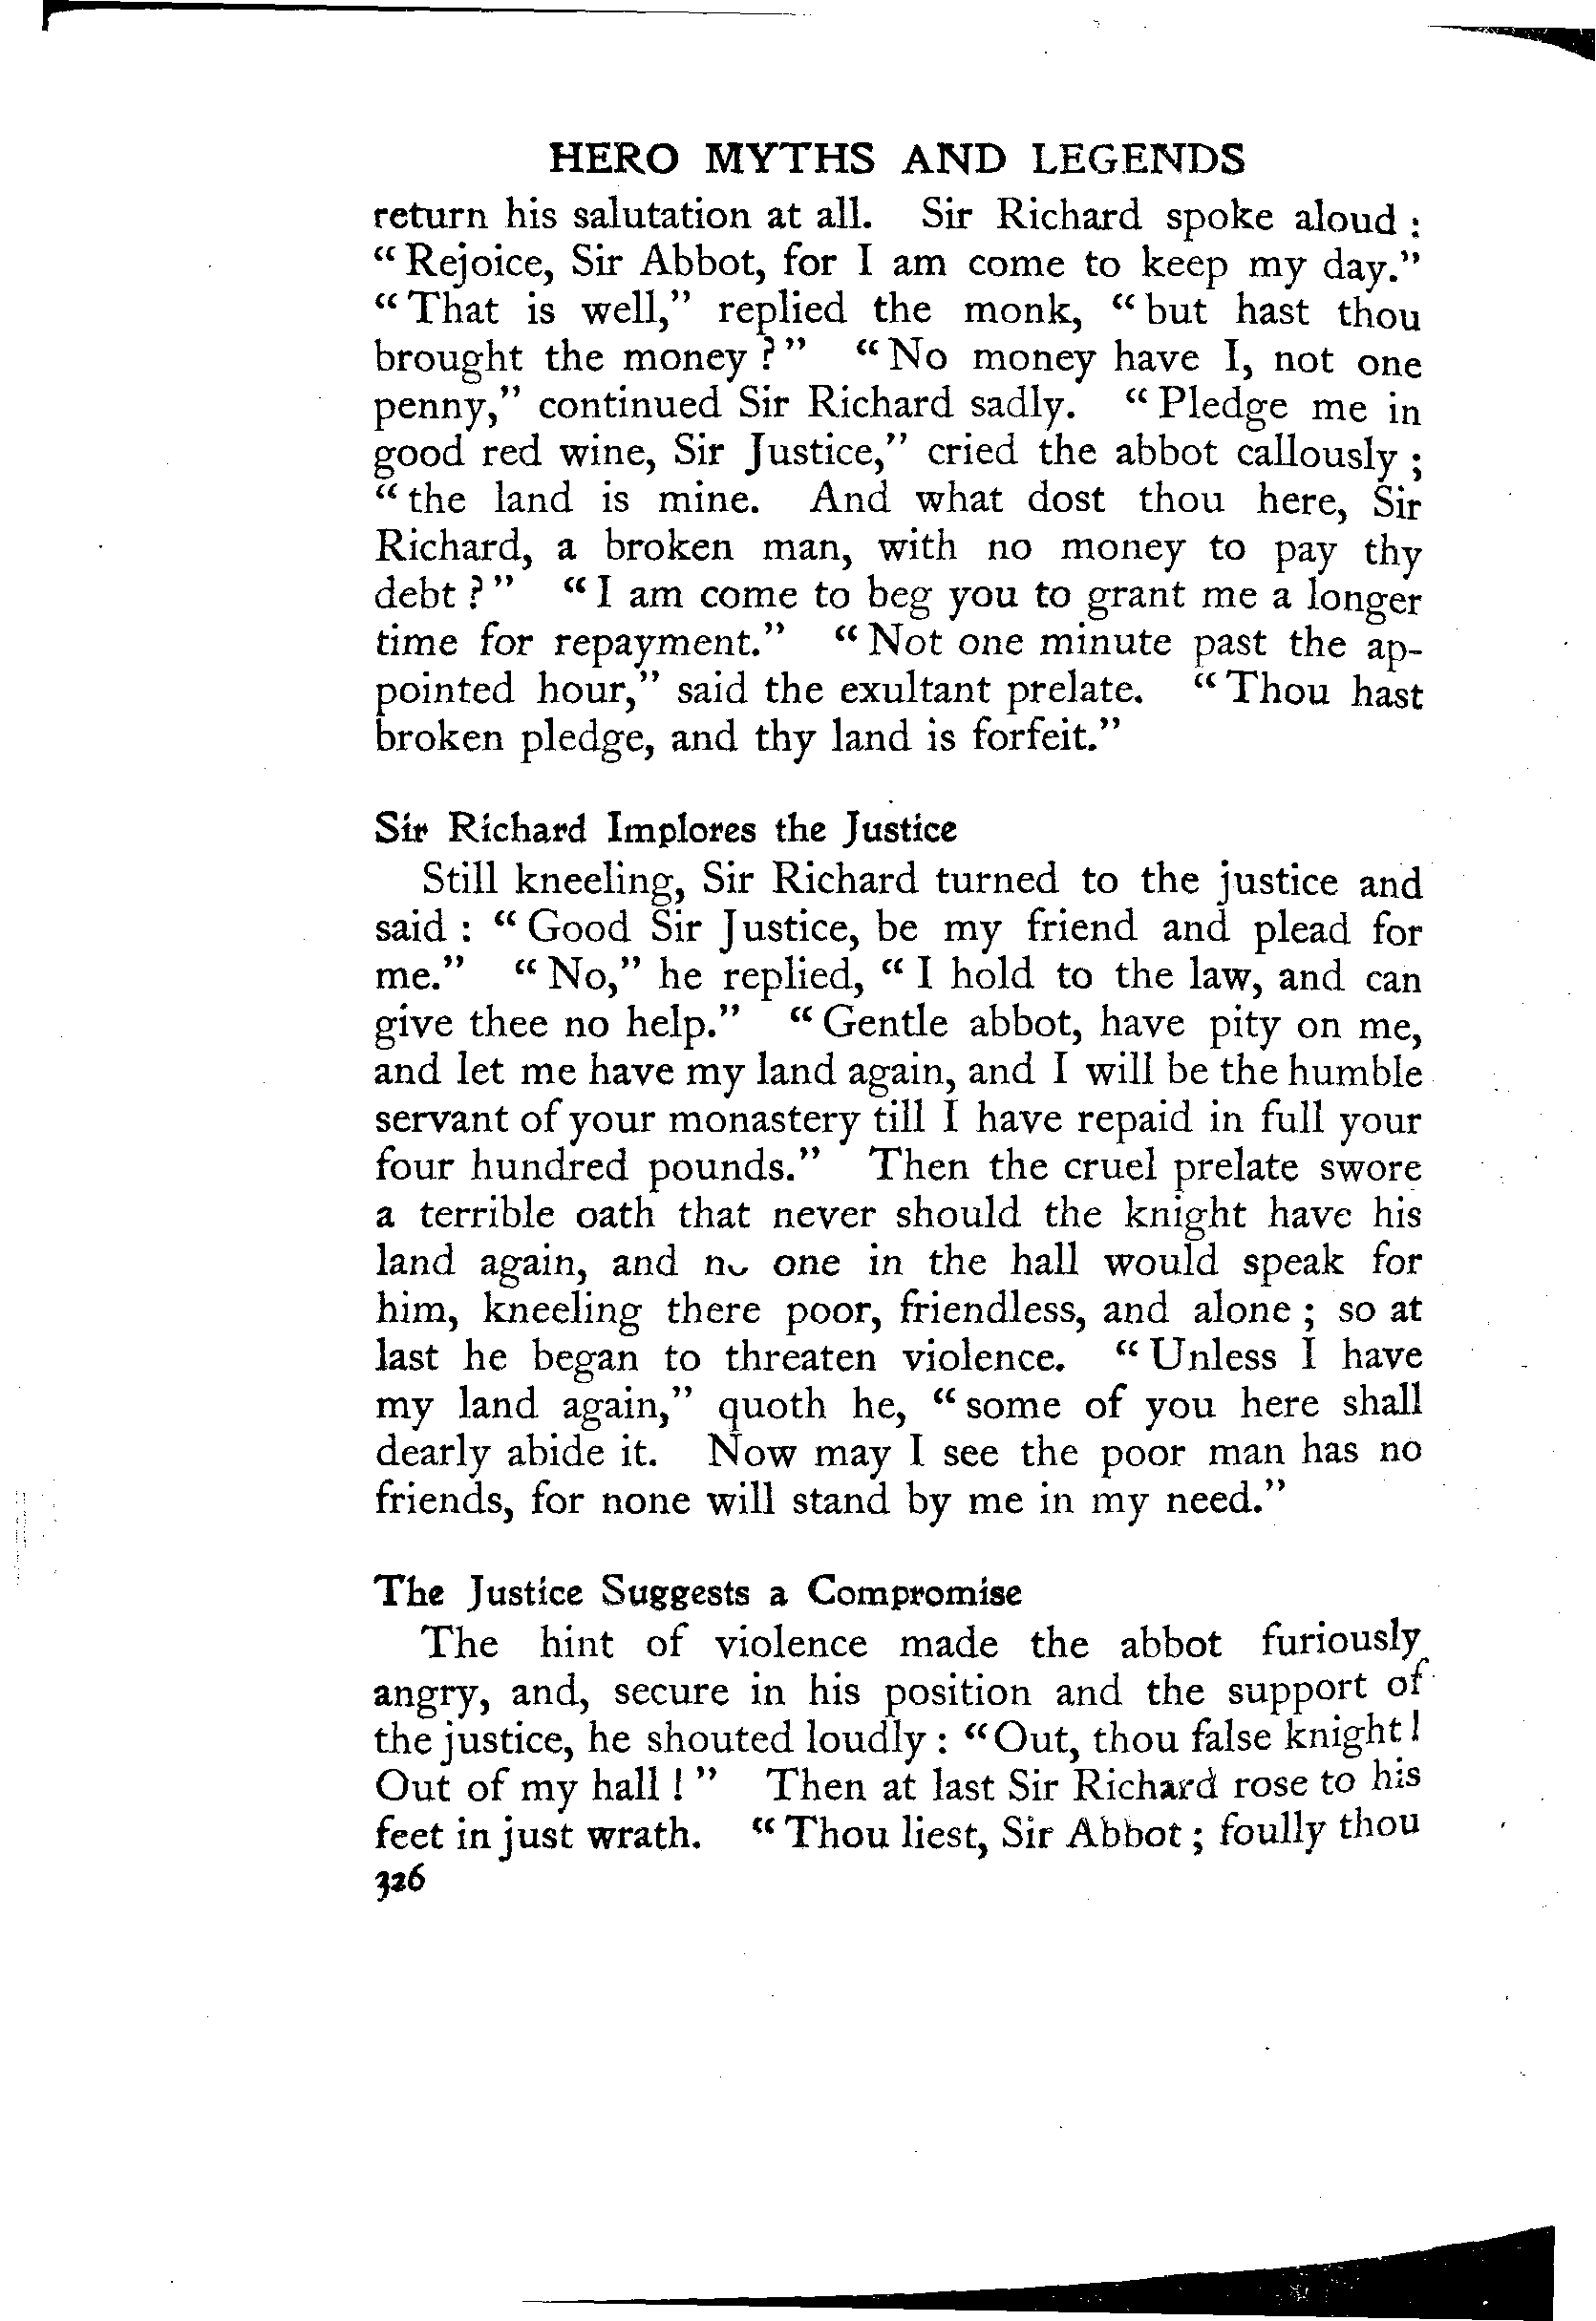 HERO MYTHS AND LEGENDS
return his salutation at all. Sir Richard spoke aloud :
“ Rejoice, Sir Abbot, for I am come to keep my day.”
“ That is well,” replied the monk, “ but hast thou
brought the money ? ” “ No money have I, not one
penny,” continued Sir Richard sadly. “ Pledge me in
good red wine, Sir Justice,” cried the abbot callously ;
“ the land is mine. And what dost thou here, Sir
Richard, a broken man, with no money to pay thy
debt ? ” “ I am come to beg you to grant me a longer
time for repayment.” “ Not one minute past the ap-
pointed hour,” said the exultant prelate. “ Thou hast
broken pledge, and thy land is forfeit.”
Sir Richard Implores the Justice
Still kneeling, Sir Richard turned to the justice and
said : “ Good Sir Justice, be my friend and plead for
me.” “ No,” he replied, “ I hold to the law, and can
give thee no help.” “ Gentle abbot, have pity on me,
and let me have my land again, and I will be the humble
servant of your monastery till I have repaid in full your
four hundred pounds.” Then the cruel prelate swore
a terrible oath that never should the knight have his
land again, and no one in the hall would speak for
him, kneeling there poor, friendless, and alone ; so at
last he began to threaten violence. “ Unless I have
my land again,” quoth he, “ some of you here shall
dearly abide it. Now may I see the poor man has no
friends, for none will stand by me in my need.”
The Justice Suggests a Compromise
The hint of violence made the abbot furiously
angry, and, secure in his position and the support of
the justice, he shouted loudly : “ Out, thou false knight !
Out of my hall ! ” Then at last Sir Richard rose to his
feet in just wrath. “ Thou liest, Sir Abbot ; foully thou
326